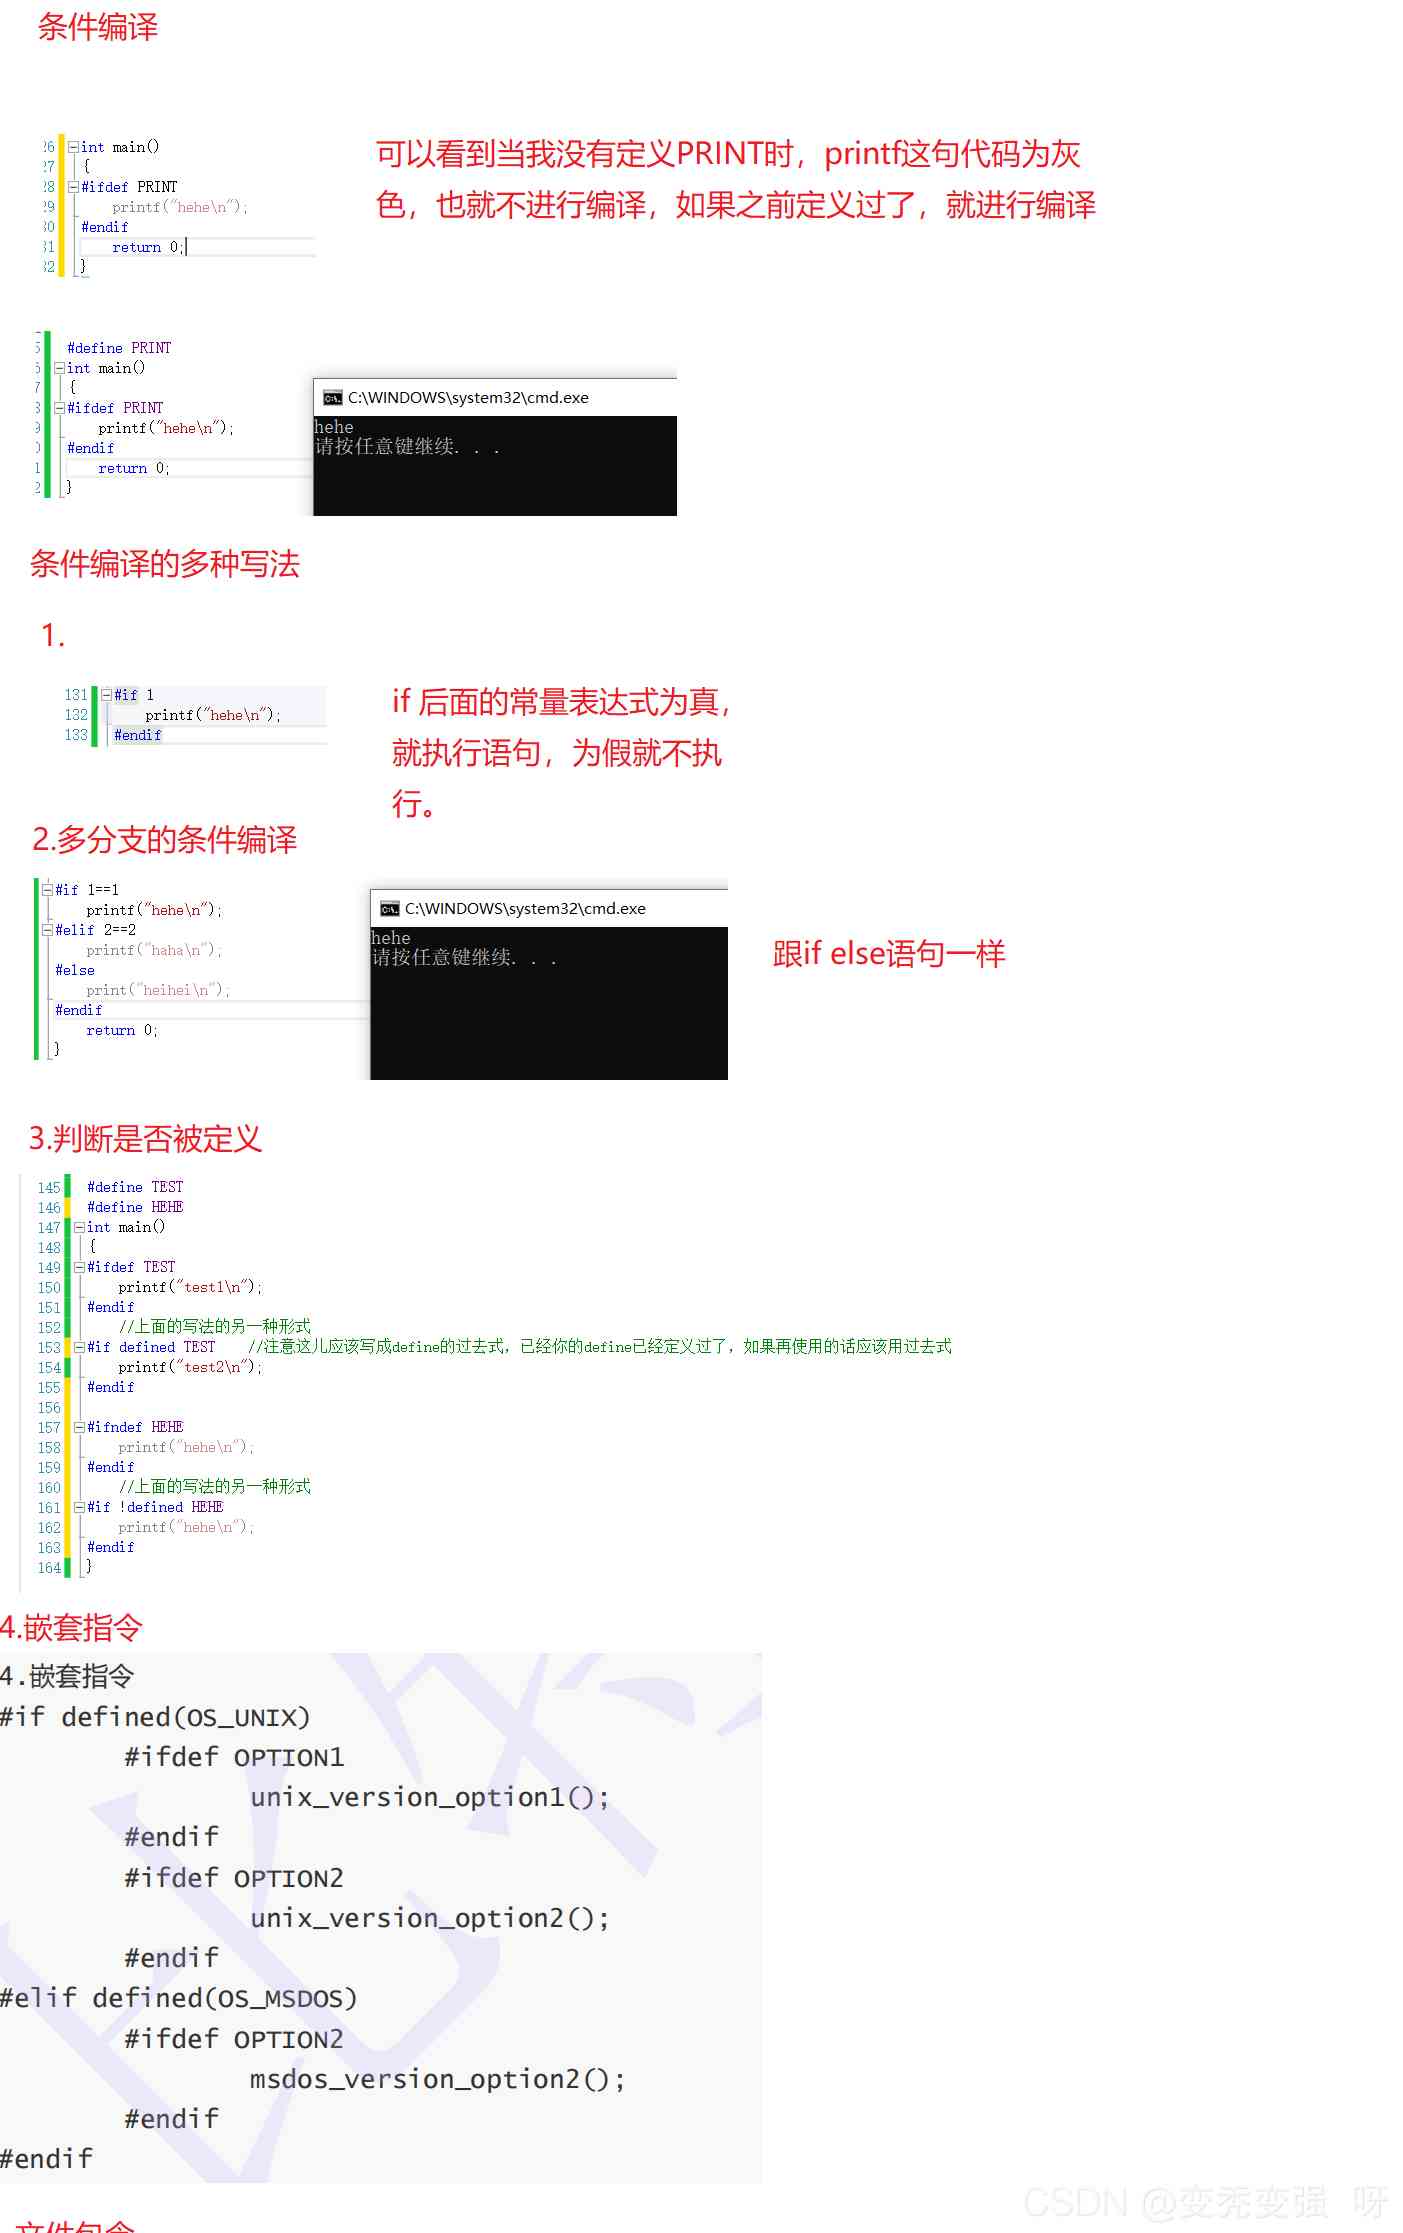 条件编译
26 int main()
27 {
28 #ifdef PRINT
29 printf("hehe\n");
30 #endif
31 return 0;
32 }
可以看到当我没有定义PRINT时，printf这句代码为灰
色，也就不进行编译，如果之前定义过了，就进行编译
5 #define PRINT
6 int main()
7 {
8 #ifdef PRINT
9 printf("hehe\n");
0 #endif
1 return 0;
2 }
C:\WINDOWS\system32\cmd.exe
hehe
请按任意键继续. . .
条件编译的多种写法
1.
131 #if 1
132 printf("hehe\n");
133 #endif
if 后面的常量表达式为真，
就执行语句，为假就不执
行。
2.多分支的条件编译
#if 1==1
printf("hehe\n");
#elif 2==2
printf("haha\n");
#else
print("heihei\n");
#endif
return 0;
}
C:\WINDOWS\system32\cmd.exe
hehe
请按任意键继续. . .
跟if else语句一样
3.判断是否被定义
145 #define TEST
146 #define HEHE
147 int main()
148 {
149 #ifdef TEST
150 printf("test1\n");
151 #endif
152 //上面的写法的另一种形式
153 #if defined TEST //注意这儿应该写成define的过去式，已经你的define已经定义过了，如果再使用的话应该用过去式
154 printf("test2\n");
155 #endif
156
157 #ifndef HEHE
158 printf("hehe\n");
159 #endif
160 //上面的写法的另一种形式
161 #if !defined HEHE
162 printf("hehe\n");
163 #endif
164 }
4.嵌套指令
4.嵌套指令
#if defined(OS_UNIX)
#ifdef OPTION1
unix_version_option1();
#endif
#ifdef OPTION2
unix_version_option2();
#endif
#elif defined(OS_MSDOS)
#ifdef OPTION2
msdos_version_option2();
#endif
#endif
CSDN @变秃变强 呀
文件包含